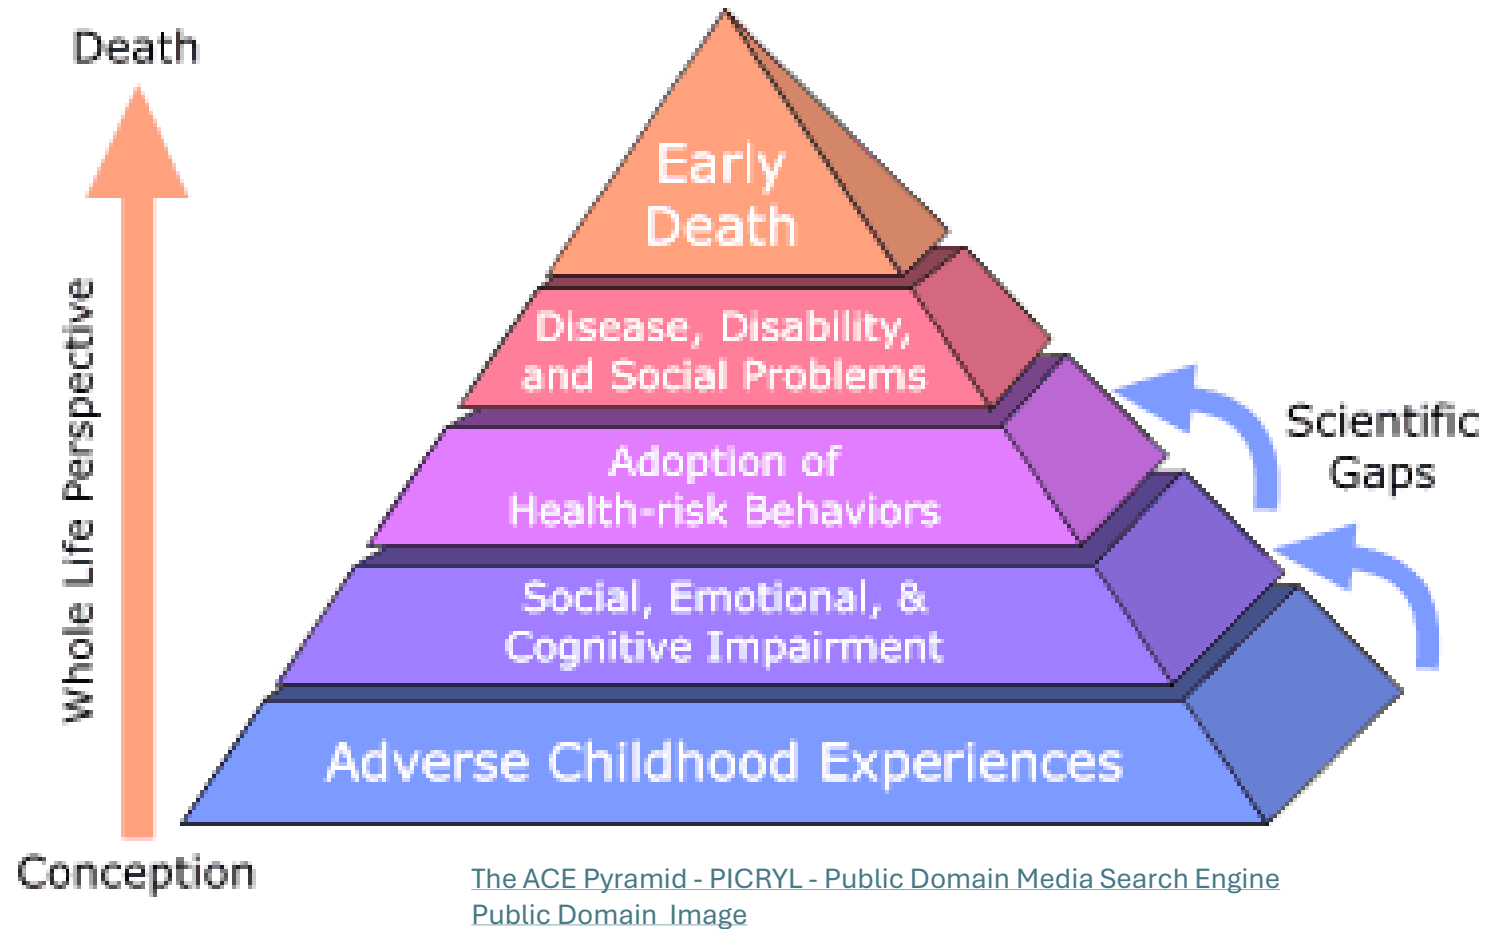 Death
Early
Death
Disease, Disability,
and Social Problems
Scientific
Gaps
Adoption of
Health-risk Behaviors
Whole Life Perspective
Social, Emotional, &
Cognitive Impairment
Adverse Childhood Experiences
Conception
The ACE Pyramid - PICRYL - Public Domain Media Search Engine
Public Domain Image